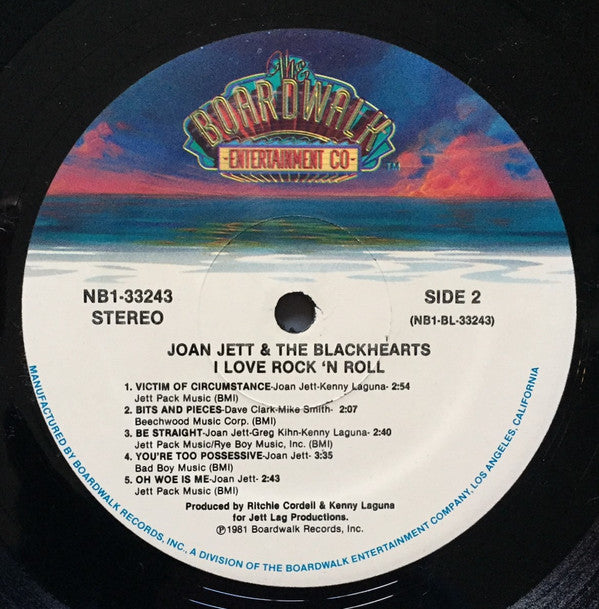 The
BOARDWALK
ENTERTAINMENT CO
TM
NB1-33243
STEREO
SIDE 2
(NB1-BL-33243)
JOAN JETT & THE BLACKHEARTS
I LOVE ROCK 'N ROLL
1. VICTIM OF CIRCUMSTANCE-Joan Jett-Kenny Laguna- 2:54
Jett Pack Music (BMI)
2. BITS AND PIECES-Dave Clark-Mike Smith- 2:07
Beechwood Music Corp. (BMI)
3. BE STRAIGHT-Joan Jett-Greg Kihn-Kenny Laguna- 2:40
Jett Pack Music/Rye Boy Music, Inc. (BMI)
4. YOU'RE TOO POSSESSIVE-Joan Jett- 3:35
Bad Boy Music (BMI)
5. OH WOE IS ME-Joan Jett- 2:43
Jett Pack Music (BMI)
Produced by Ritchie Cordell & Kenny Laguna
for Jett Lag Productions.
℗1981 Boardwalk Records, Inc.
MANUFACTURED BY BOARDWALK RECORDS, INC., A DIVISION OF THE BOARDWALK ENTERTAINMENT COMPANY, LOS ANGELES, CALIFORNIA